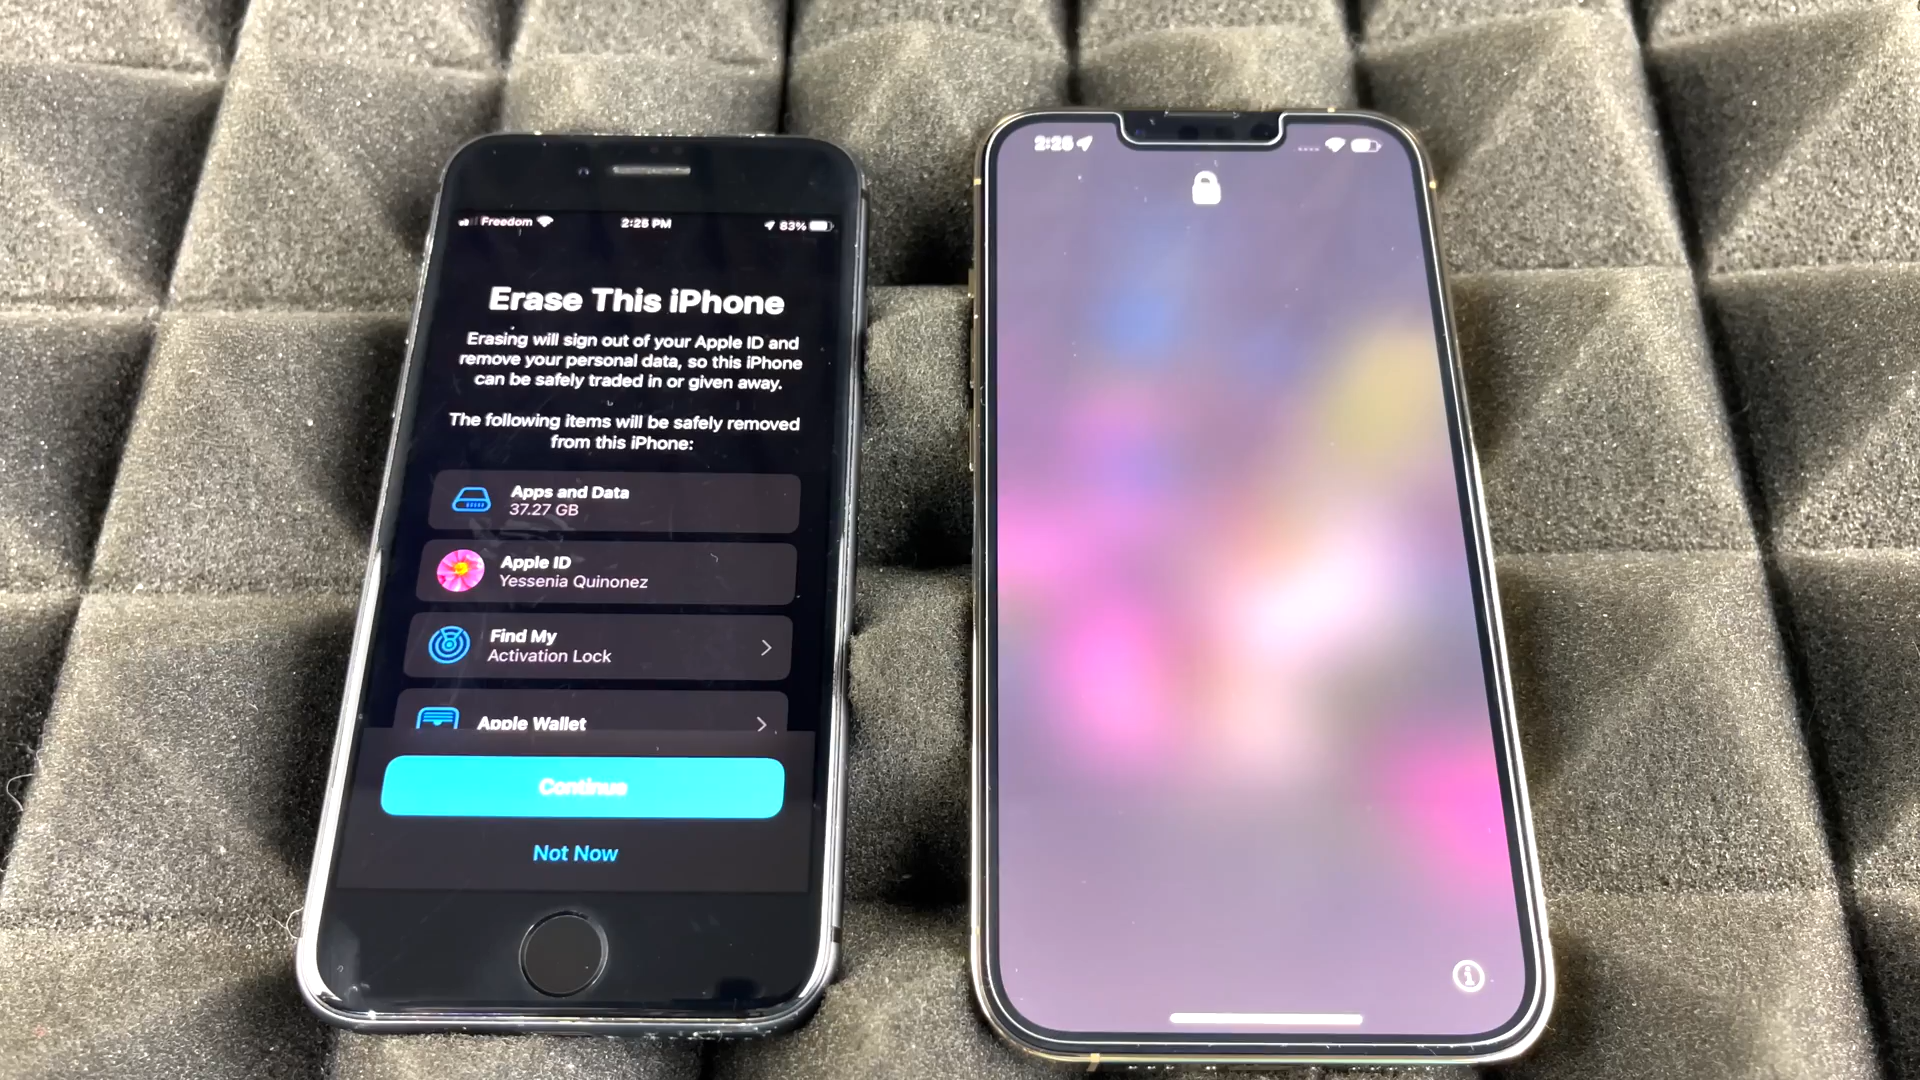 Freedom 2:25 PM 83%
Erase This iPhone
Erasing will sign out of your Apple ID and
remove your personal data, so this iPhone
can be safely traded in or given away.
The following items will be safely removed
from this iPhone:
Apps and Data
37.27 GB
Apple ID
Yessenia Quinonez
Find My
Activation Lock
Apple Wallet
Continue
Not Now
2:25